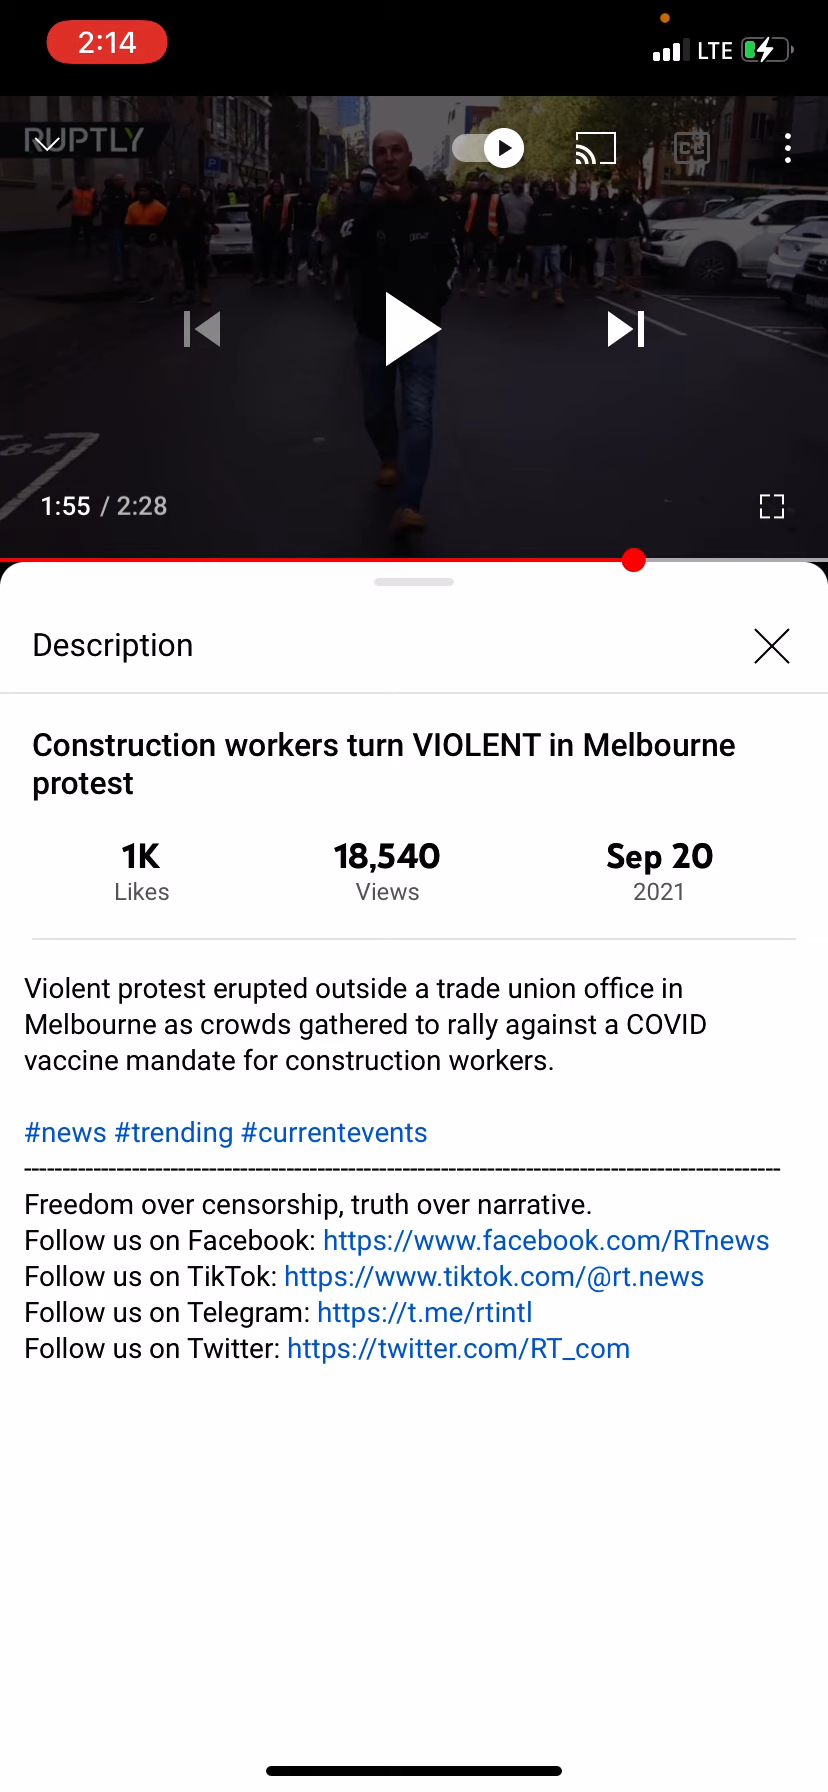 2:14
LTE
RUPTLY
CC
1:55 / 2:28
Description
Construction workers turn VIOLENT in Melbourne
protest
1K
Likes
18,540
Views
Sep 20
2021
Violent protest erupted outside a trade union office in
Melbourne as crowds gathered to rally against a COVID
vaccine mandate for construction workers.
#news #trending #currentevents
------------------------------------------------------------------------------------------------
Freedom over censorship, truth over narrative.
Follow us on Facebook: https://www.facebook.com/RTnews
Follow us on TikTok: https://www.tiktok.com/@rt.news
Follow us on Telegram: https://t.me/rtintl
Follow us on Twitter: https://twitter.com/RT_com